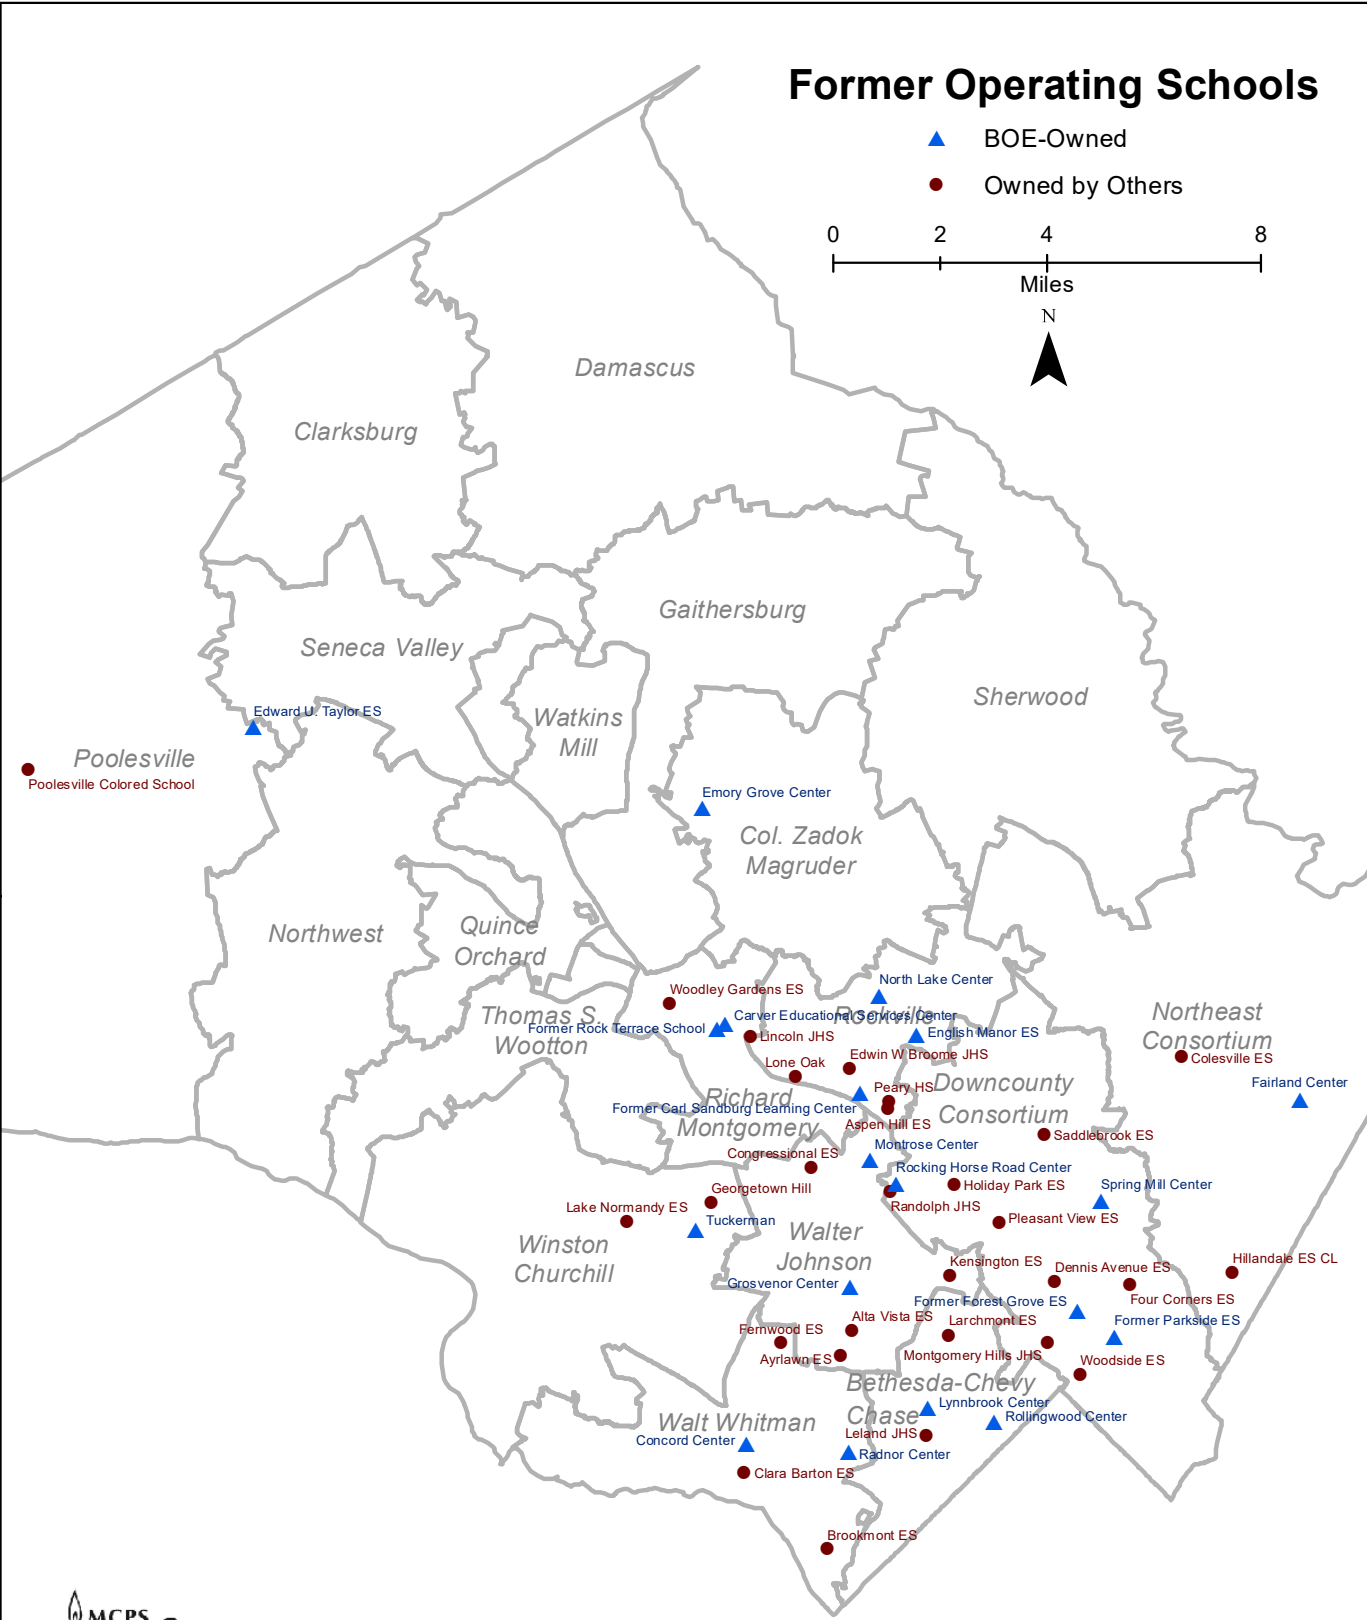 Former Operating Schools
BOE-Owned
Owned by Others
0 2 4 8
Miles
N
Damascus
Clarksburg
Gaithersburg
Seneca Valley
Sherwood
Edward U. Taylor ES
Watkins
Mill
Poolesville
Poolesville Colored School
Emory Grove Center
Col. Zadok
Magruder
Northwest
Quince
Orchard
North Lake Center
Woodley Gardens ES
Thomas S.
Wootton
Carver Educational Services Center
Rockville
Former Rock Terrace School
Lincoln JHS
English Manor ES
Northeast
Consortium
Colesville ES
Edwin W Broome JHS
Lone Oak
Downcounty
Consortium
Fairland Center
Peary HS
Richard
Montgomery
Former Carl Sandburg Learning Center
Aspen Hill ES
Saddlebrook ES
Montrose Center
Congressional ES
Rocking Horse Road Center
Holiday Park ES
Spring Mill Center
Georgetown Hill
Randolph JHS
Lake Normandy ES
Tuckerman
Pleasant View ES
Walter
Johnson
Winston
Churchill
Kensington ES
Dennis Avenue ES
Hillandale ES CL
Grosvenor Center
Former Forest Grove ES
Four Corners ES
Alta Vista ES
Larchmont ES
Former Parkside ES
Fernwood ES
Ayrlawn ES
Montgomery Hills JHS
Woodside ES
Bethesda-Chevy
Chase
Lynnbrook Center
Rollingwood Center
Walt Whitman
Leland JHS
Concord Center
Radnor Center
Clara Barton ES
Brookmont ES
MCPS